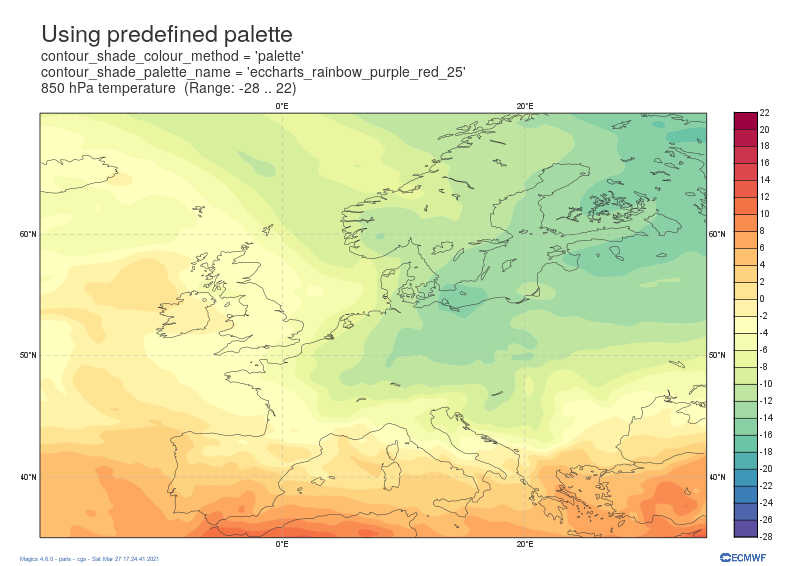 Using predefined palette
contour_shade_colour_method = 'palette'
contour_shade_palette_name = 'eccharts_rainbow_purple_red_25'
850 hPa temperature  (Range: -28 .. 22)
0°E 20°E
60°N 60°N
50°N 50°N
40°N 40°N
0°E 20°E
22
20
18
16
14
12
10
8
6
4
2
0
-2
-4
-6
-8
-10
-12
-14
-16
-18
-20
-22
-24
-26
-28
Magics 4.6.0 - paris - cgs - Sat Mar 27 17:24:41 2021
ECMWF